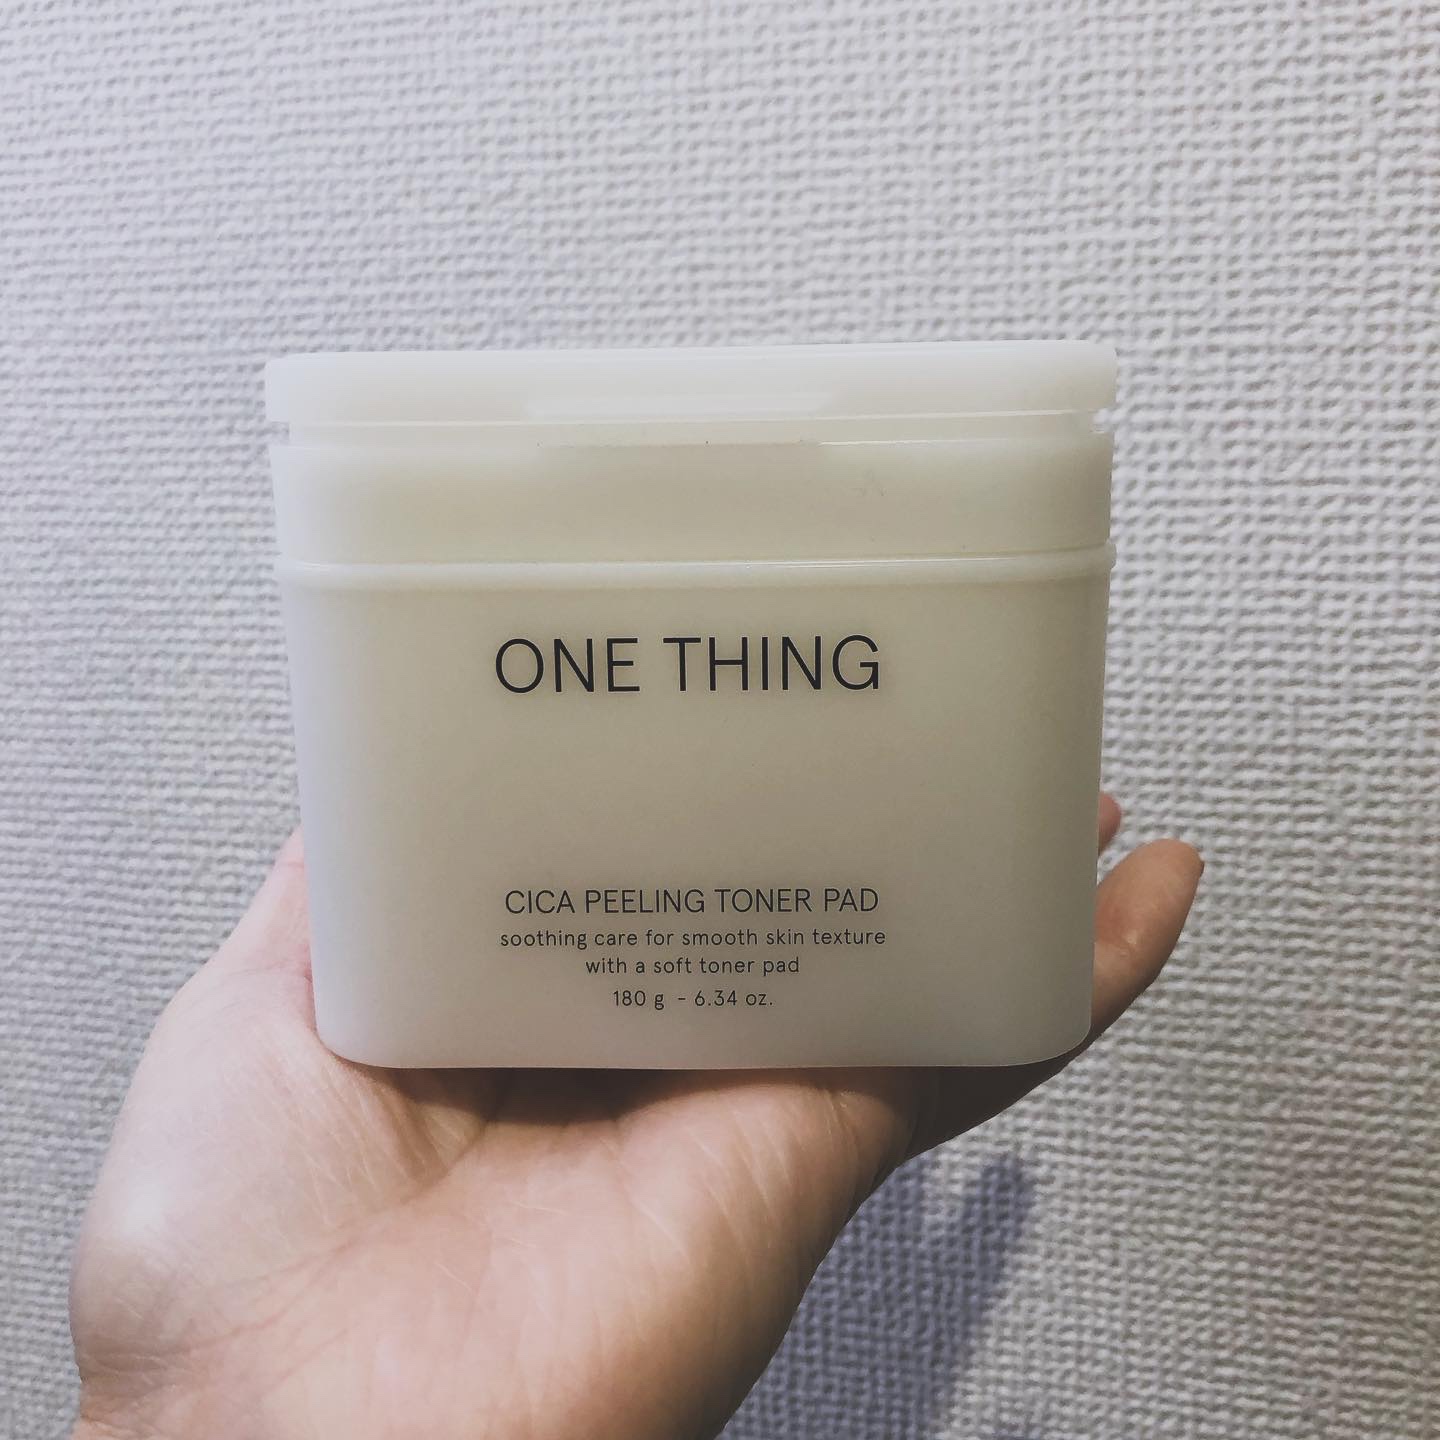 ONE THING
CICA PEELING TONER PAD
soothing care for smooth skin texture
with a soft toner pad
180 g - 6.34 oz.